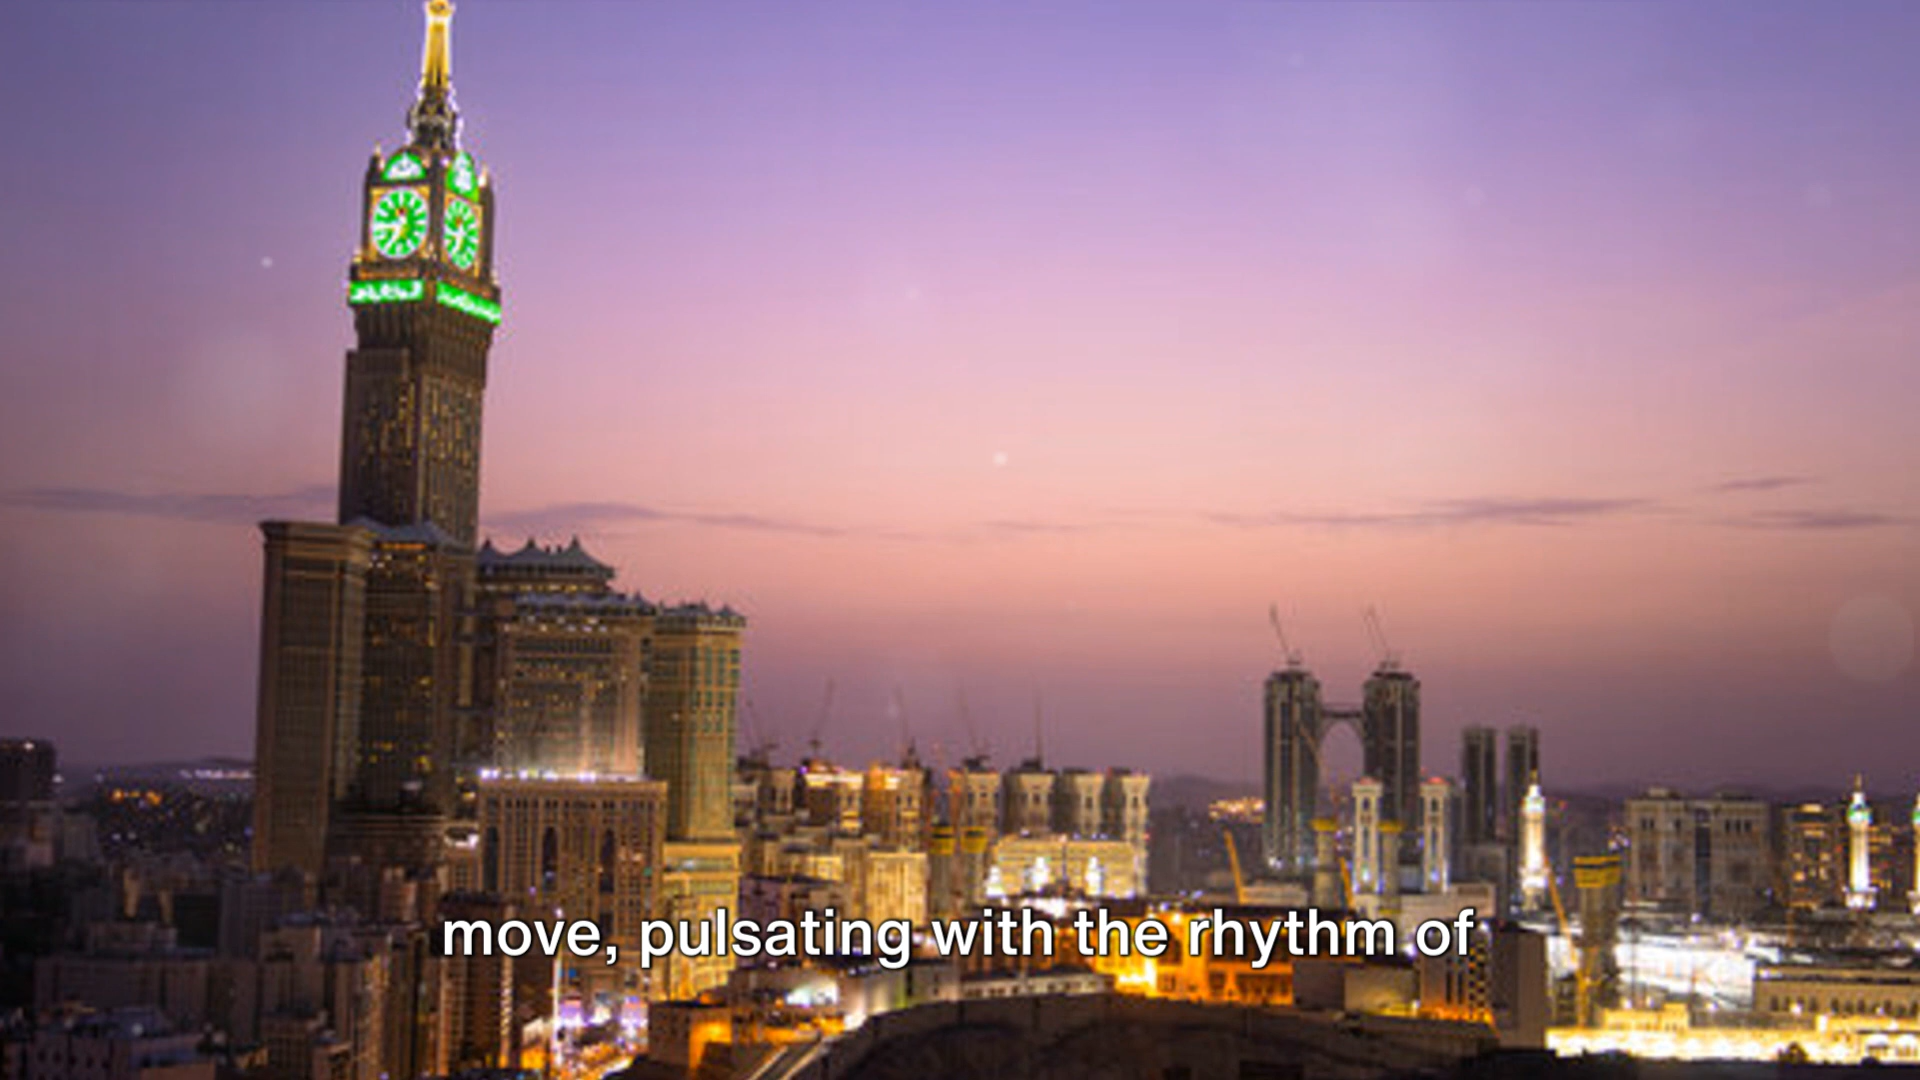 move, pulsating with the rhythm of